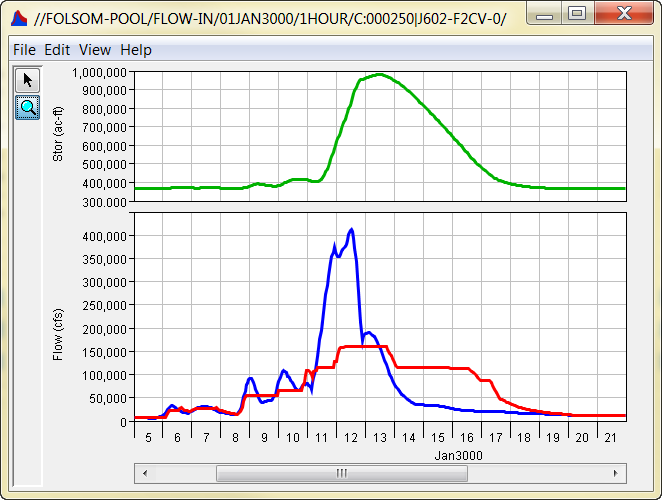 //FOLSOM-POOL/FLOW-IN/01JAN3000/1HOUR/C:000250|J602-F2CV-0/
File Edit View Help
Stor (ac-ft)
1,000,000
900,000
800,000
700,000
600,000
500,000
400,000
300,000
Flow (cfs)
400,000
350,000
300,000
250,000
200,000
150,000
100,000
50,000
0
5 6 7 8 9 10 11 12 13 14 15 16 17 18 19 20 21
Jan3000